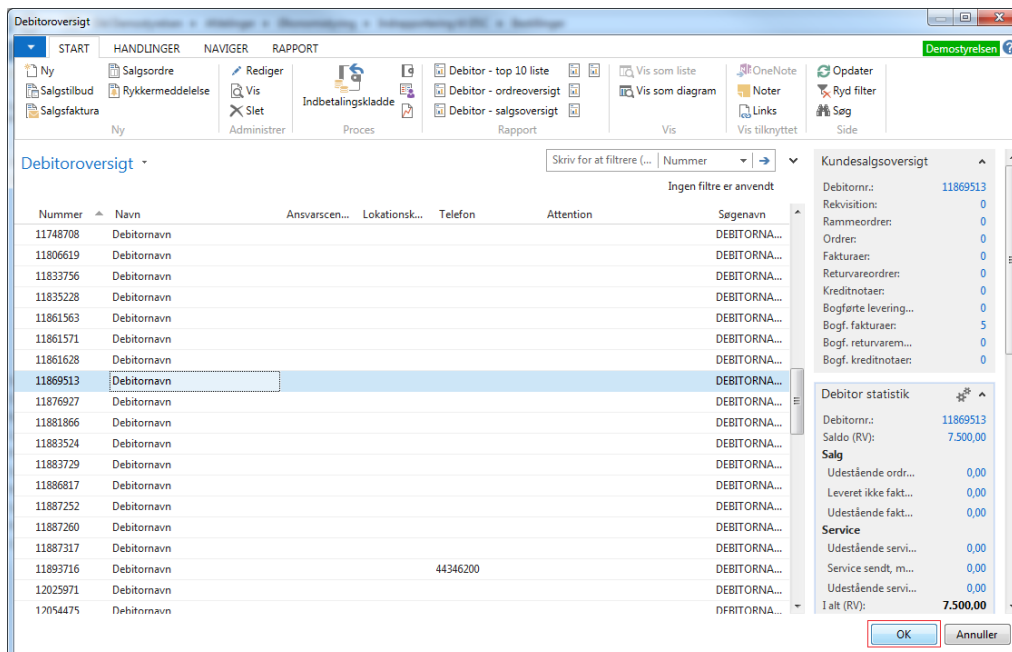 Debitoroversigt
START HANDLINGER NAVIGER RAPPORT Demostyrelsen
Ny Salgsordre Rediger Debitor - top 10 liste Vis som liste OneNote Opdater
Salgstilbud Rykkermeddelelse Vis Debitor - ordreoversigt Vis som diagram Noter Ryd filter
Salgsfaktura Slet Indbetalingskladde Debitor - salgsoversigt Links Søg
Ny Administrer Proces Rapport Vis Vis tilknyttet Side
Debitoroversigt
Skriv for at filtrere (... Nummer
Ingen filtre er anvendt
Nummer Navn Ansvarscen... Lokationsk... Telefon Attention Søgenavn
11748708 Debitornavn DEBITORNA...
11806619 Debitornavn DEBITORNA...
11833756 Debitornavn DEBITORNA...
11835228 Debitornavn DEBITORNA...
11861563 Debitornavn DEBITORNA...
11861571 Debitornavn DEBITORNA...
11861628 Debitornavn DEBITORNA...
11869513 Debitornavn DEBITORNA...
11876927 Debitornavn DEBITORNA...
11881866 Debitornavn DEBITORNA...
11883524 Debitornavn DEBITORNA...
11883729 Debitornavn DEBITORNA...
11886817 Debitornavn DEBITORNA...
11887252 Debitornavn DEBITORNA...
11887260 Debitornavn DEBITORNA...
11887317 Debitornavn DEBITORNA...
11893716 Debitornavn 44346200 DEBITORNA...
12025971 Debitornavn DEBITORNA...
12054475 Debitornavn DEBITORNA...
Kundesalgsoversigt
Debitornr.: 11869513
Rekvisition: 0
Rammeordrer: 0
Ordrer: 0
Fakturaer: 0
Returvareordrer: 0
Kreditnotaer: 0
Bogførte levering... 0
Bogf. fakturaer: 5
Bogf. returvarem... 0
Bogf. kreditnotaer: 0
Debitor statistik
Debitornr.: 11869513
Saldo (RV): 7.500,00
Salg
Udestående ordr... 0,00
Leveret ikke fakt... 0,00
Udestående fakt... 0,00
Service
Udestående servi... 0,00
Service sendt, m... 0,00
Udestående servi... 0,00
I alt (RV): 7.500,00
OK Annuller